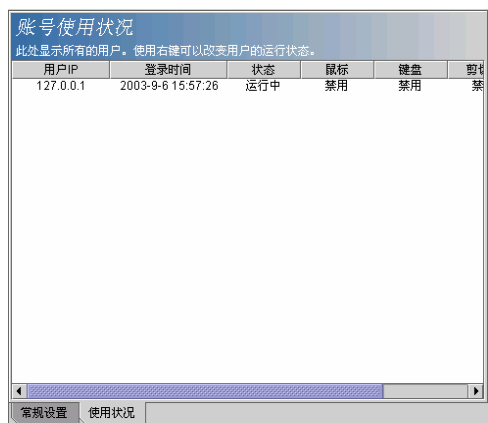 账号使用状况
此处显示所有的用户。使用右键可以改变用户的运行状态。
用户IP 登录时间 状态 鼠标 键盘
127.0.0.1 2003-9-6 15:57:26 运行中 禁用 禁用 禁
常规设置 使用状况